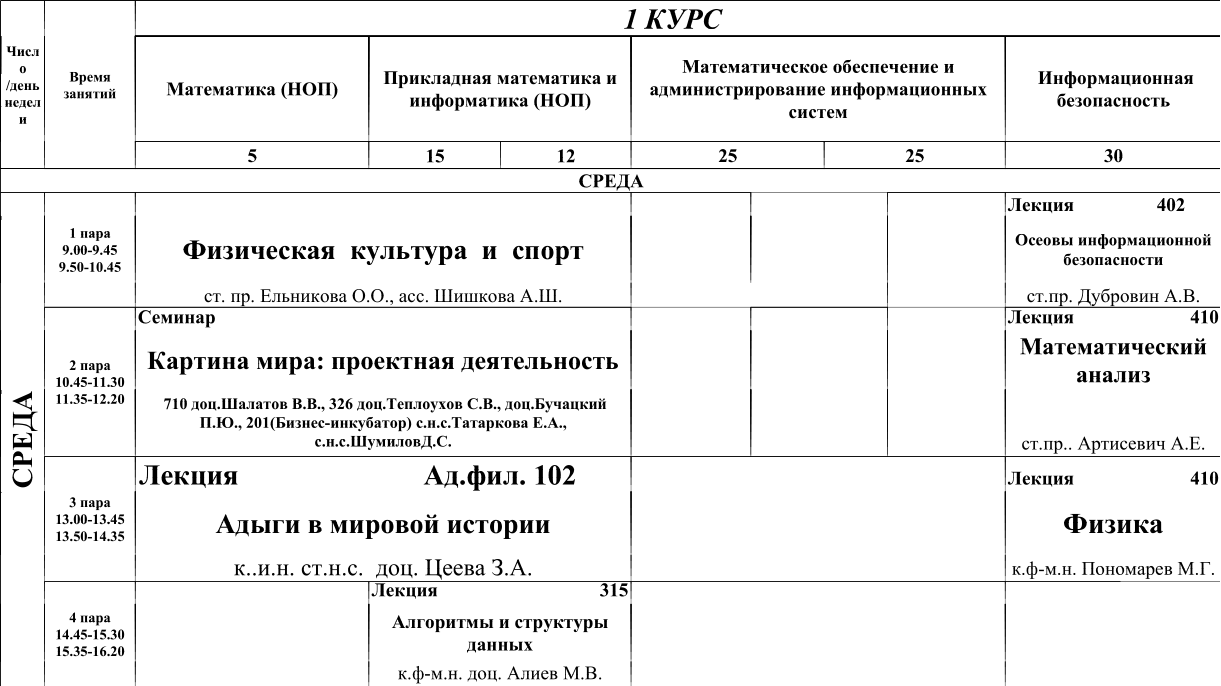 1 КУРС
Числ
о
/день
недел
и
Время
занятий
Математика (НОП)
Прикладная математика и
информатика (НОП)
Математическое обеспечение и
администрирование информационных
систем
Информационная
безопасность
5
15
12
25
25
30
СРЕДА
СРЕДА
1 пара
9.00-9.45
9.50-10.45
Физическая культура и спорт
ст. пр. Ельникова О.О., асс. Шишкова А.Ш.
Лекция 402
Осеовы информационной
безопасности
ст.пр. Дубровин А.В.
2 пара
10.45-11.30
11.35-12.20
Семинар
Картина мира: проектная деятельность
710 доц.Шалатов В.В., 326 доц.Теплоухов С.В., доц.Бучацкий
П.Ю., 201(Бизнес-инкубатор) с.н.с.Татаркова Е.А.,
с.н.с.ШумиловД.С.
Лекция 410
Математический
анализ
ст.пр.. Артисевич А.Е.
3 пара
13.00-13.45
13.50-14.35
Лекция Ад.фил. 102
Адыги в мировой истории
к..и.н. ст.н.с. доц. Цеева З.А.
Лекция 410
Физика
к.ф-м.н. Пономарев М.Г.
4 пара
14.45-15.30
15.35-16.20
Лекция 315
Алгоритмы и структуры
данных
к.ф-м.н. доц. Алиев М.В.